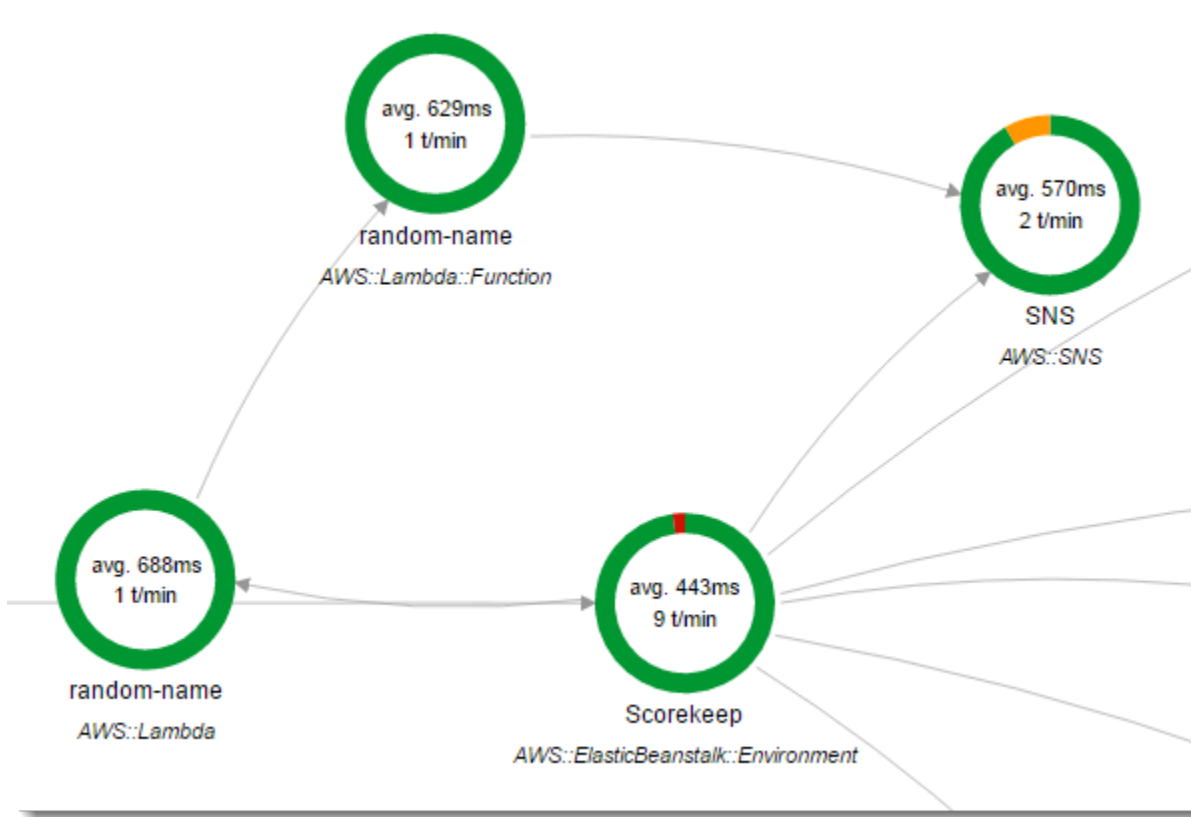 avg. 629ms
1 t/min
random-name
AWS::Lambda::Function
avg. 570ms
2 t/min
SNS
AWS::SNS
avg. 688ms
1 t/min
random-name
AWS::Lambda
avg. 443ms
9 t/min
Scorekeep
AWS::ElasticBeanstalk::Environment